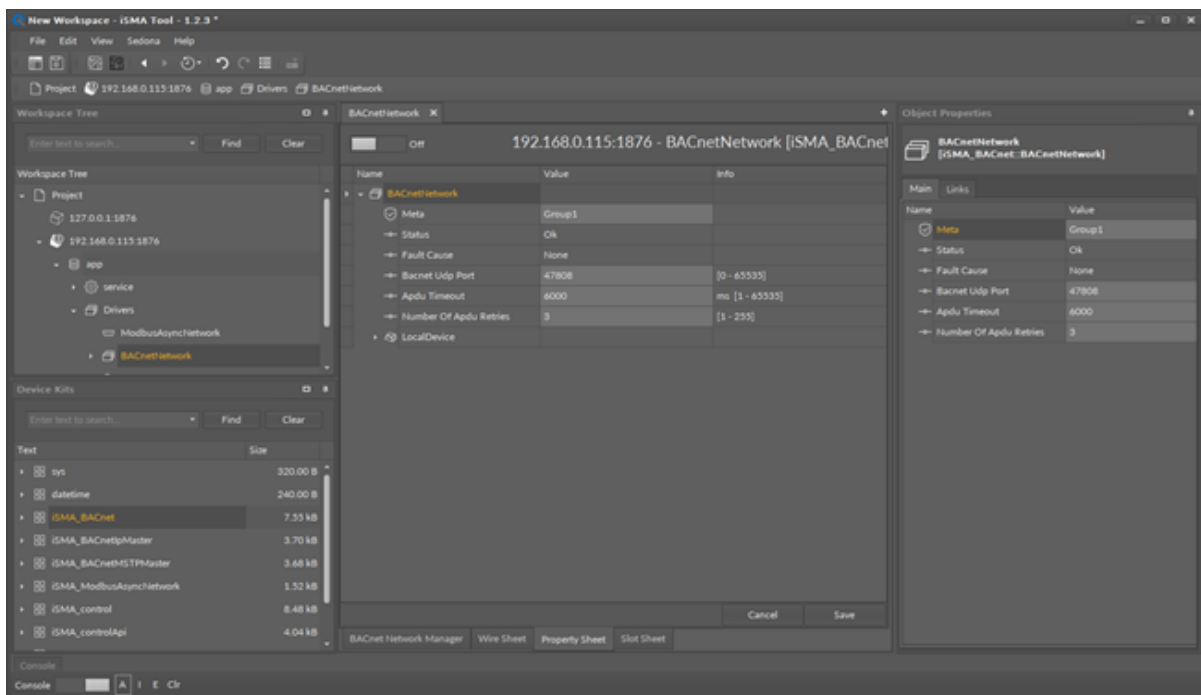 New Workspace - iSMA Tool - 1.2.3 *
File Edit View Sedona Help
Project 192.168.0.115:1876 app Drivers BACnetNetwork
Workspace Tree
Enter text to search... Find Clear
Workspace Tree
Project
127.0.0.1:1876
192.168.0.115:1876
app
service
Drivers
ModbusAsyncNetwork
BACnetNetwork
Device Kits
Enter text to search... Find Clear
Text Size
sys 320.00 B
datetime 240.00 B
iSMA_BACnet 7.55 kB
iSMA_BACnetIpMaster 3.70 kB
iSMA_BACnetMSTPMaster 3.68 kB
iSMA_ModbusAsyncNetwork 1.52 kB
iSMA_control 8.48 kB
iSMA_controlApi 4.04 kB
BACnetNetwork
Off 192.168.0.115:1876 - BACnetNetwork [iSMA_BACnet
Name Value Info
BACnetNetwork
Meta Group1
Status Ok
Fault Cause None
Bacnet Udp Port 47808 [0 - 65535]
Apdu Timeout 6000 ms [1 - 65535]
Number Of Apdu Retries 3 [1 - 255]
LocalDevice
Cancel Save
BACnet Network Manager Wire Sheet Property Sheet Slot Sheet
Object Properties
BACnetNetwork
[iSMA_BACnet::BACnetNetwork]
Main Links
Name Value
Meta Group1
Status Ok
Fault Cause None
Bacnet Udp Port 47808
Apdu Timeout 6000
Number Of Apdu Retries 3
Console
Console A I E Clr